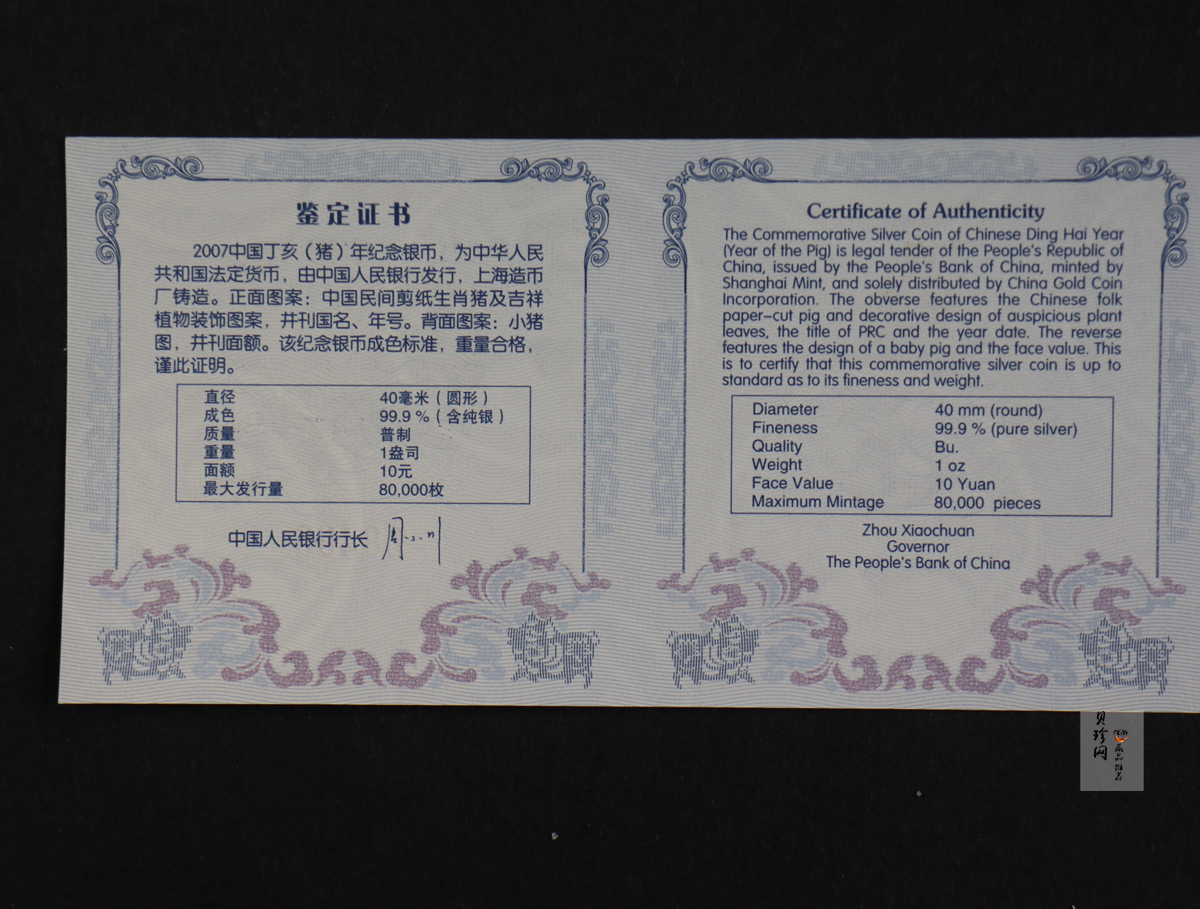 鉴定证书
2007中国丁亥（猪）年纪念银币，为中华人民
共和国法定货币，由中国人民银行发行，上海造币
厂铸造。正面图案：中国民间剪纸生肖猪及吉祥
植物装饰图案，并刊国名、年号。背面图案：小猪
图，并刊面额。该纪念银币成色标准，重量合格，
谨此证明。
直径 40毫米（圆形）
成色 99.9％（含纯银）
质量 普制
重量 1盎司
面额 10元
最大发行量 80,000枚
中国人民银行行长 周小川
Certificate of Authenticity
The Commemorative Silver Coin of Chinese Ding Hai Year
(Year of the Pig) is legal tender of the People's Republic of
China, issued by the People's Bank of China, minted by
Shanghai Mint, and solely distributed by China Gold Coin
Incorporation. The obverse features the Chinese folk
paper-cut pig and decorative design of auspicious plant
leaves, the title of PRC and the year date. The reverse
features the design of a baby pig and the face value. This
is to certify that this commemorative silver coin is up to
standard as to its fineness and weight.
Diameter 40 mm (round)
Fineness 99.9 % (pure silver)
Quality Bu.
Weight 1 oz
Face Value 10 Yuan
Maximum Mintage 80,000 pieces
Zhou Xiaochuan
Governor
The People's Bank of China
贝珍网
藏品推荐